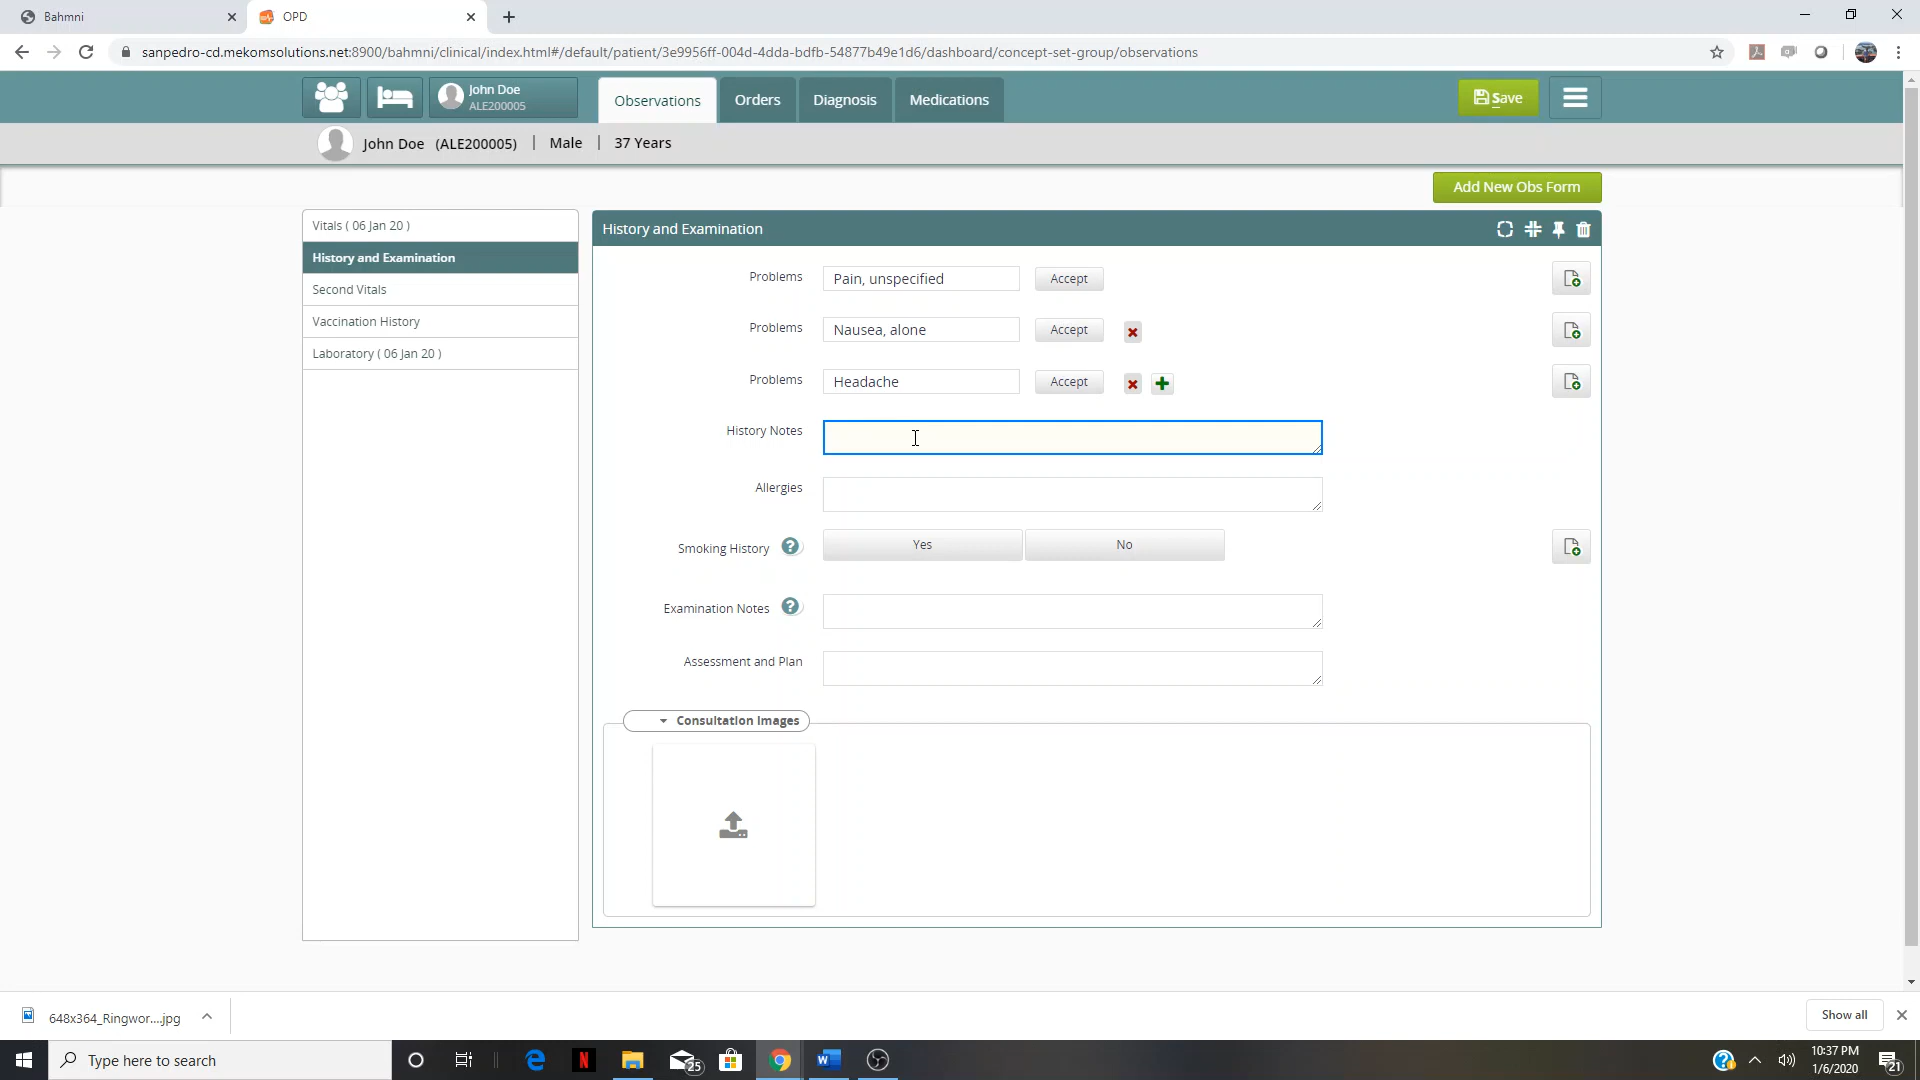 Bahmni
OPD
sanpedro-cd.mekomsolutions.net:8900/bahmni/clinical/index.html#/default/patient/3e9956ff-004d-4dda-bdfb-54877b49e1d6/dashboard/concept-set-group/observations
John Doe
ALE200005
Observations
Orders
Diagnosis
Medications
Save
John Doe (ALE200005) | Male | 37 Years
Add New Obs Form
Vitals ( 06 Jan 20 )
History and Examination
Second Vitals
Vaccination History
Laboratory ( 06 Jan 20 )
History and Examination
Problems Pain, unspecified Accept
Problems Nausea, alone Accept
Problems Headache Accept
History Notes
Allergies
Smoking History ? Yes No
Examination Notes ?
Assessment and Plan
Consultation Images
648x364_Ringwor....jpg
Show all
Type here to search
25
10:37 PM
1/6/2020
21